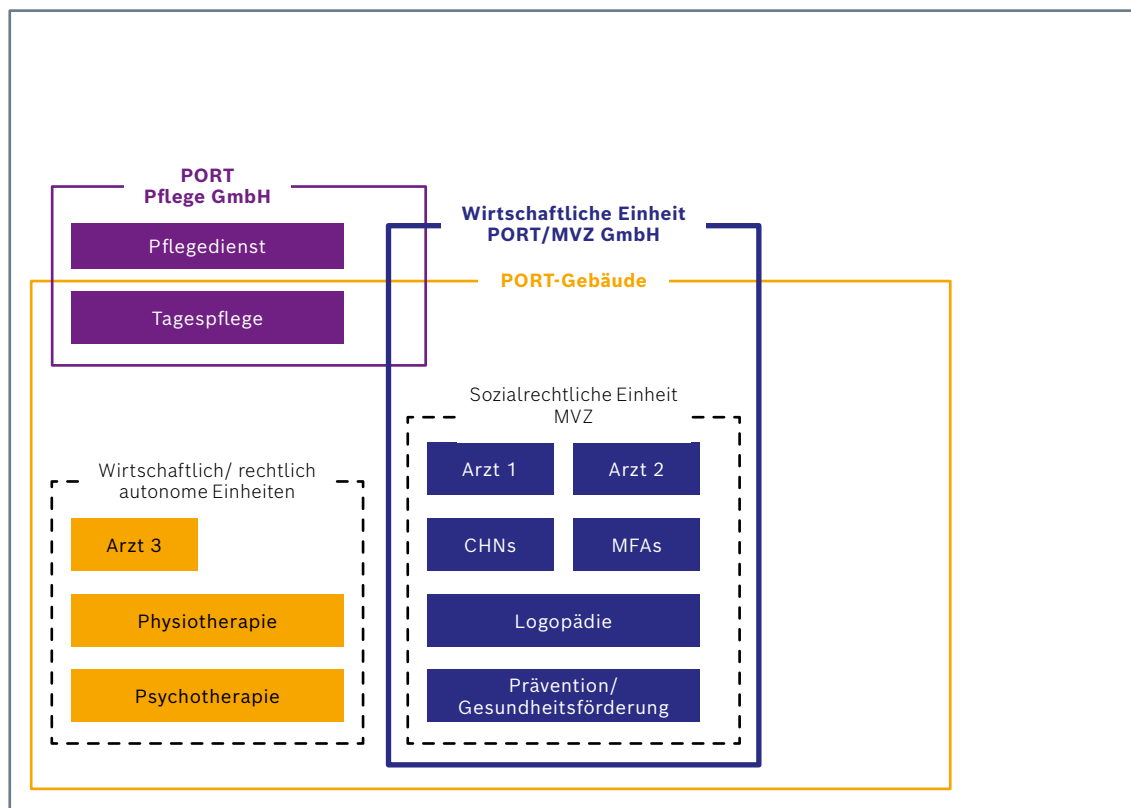 PORT
Pflege GmbH
Pflegedienst
Tagespflege
Wirtschaftliche Einheit
PORT/MVZ GmbH
PORT-Gebäude
Sozialrechtliche Einheit
MVZ
Arzt 1
Arzt 2
CHNs
MFAs
Logopädie
Prävention/
Gesundheitsförderung
Wirtschaftlich/ rechtlich
autonome Einheiten
Arzt 3
Physiotherapie
Psychotherapie